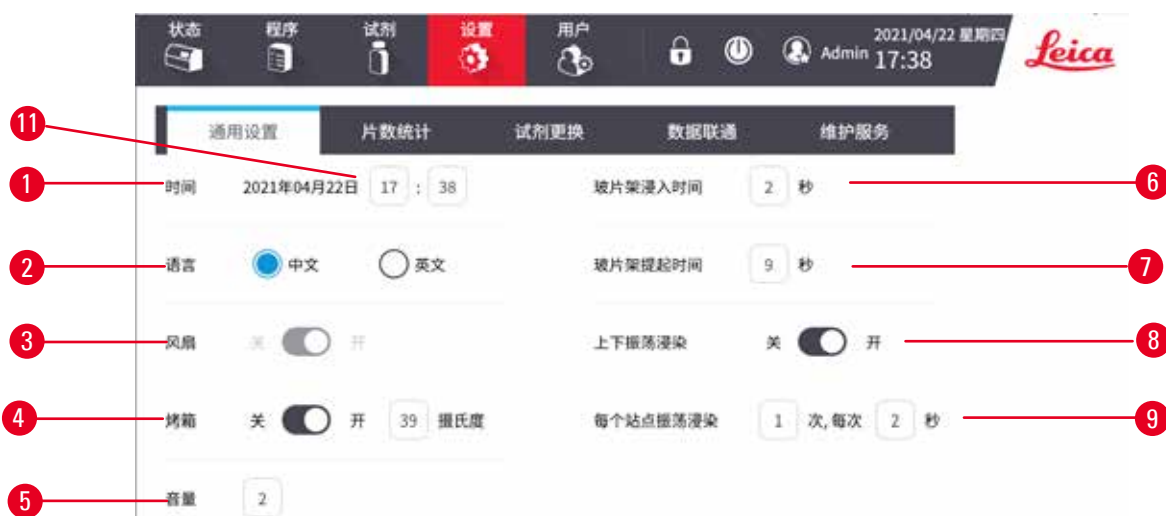 状态 程序 试剂 设置 用户 Admin 2021/04/22 星期四 17:38 Leica
通用设置 片数统计 试剂更换 数据联通 维护服务
11
1 时间 2021年04月22日 17 : 38 玻片架浸入时间 2 秒 6
2 语言 中文 英文 玻片架提起时间 9 秒 7
3 风扇 关 开 上下振荡浸染 关 开 8
4 烤箱 关 开 39 摄氏度 每个站点振荡浸染 1 次, 每次 2 秒 9
5 音量 2